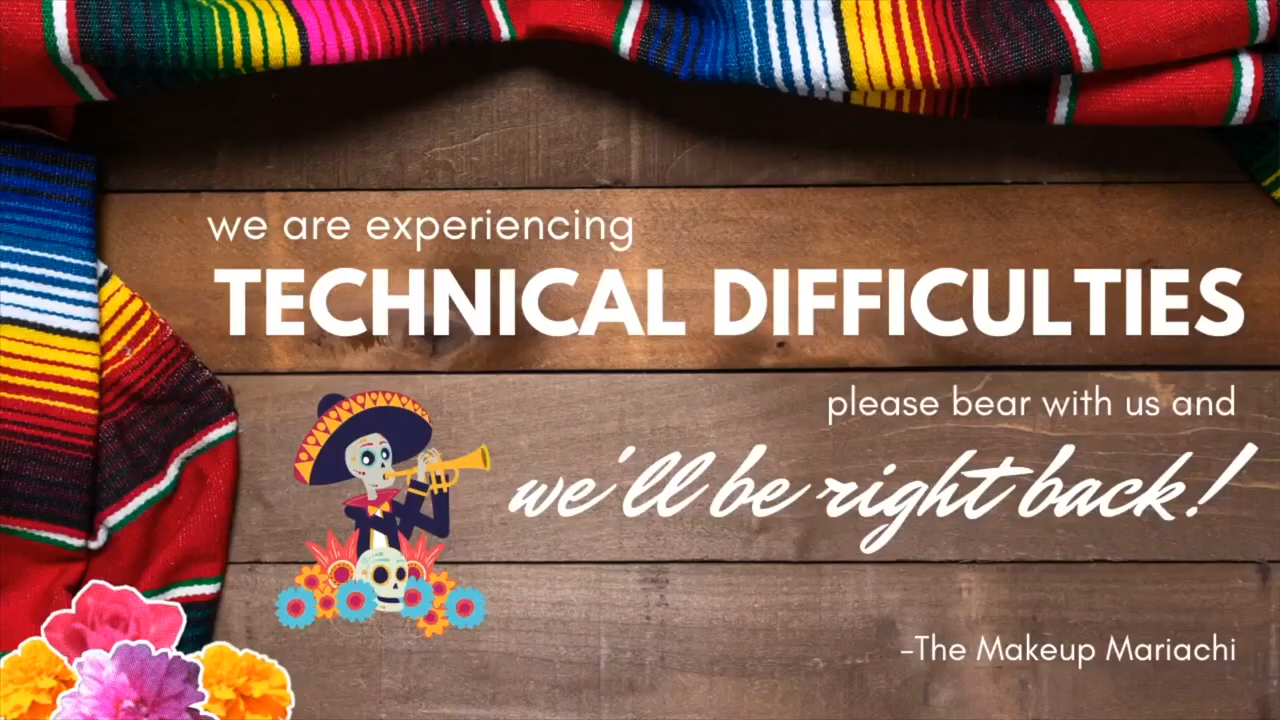 we are experiencing
TECHNICAL DIFFICULTIES
please bear with us and
we'll be right back!
-The Makeup Mariachi